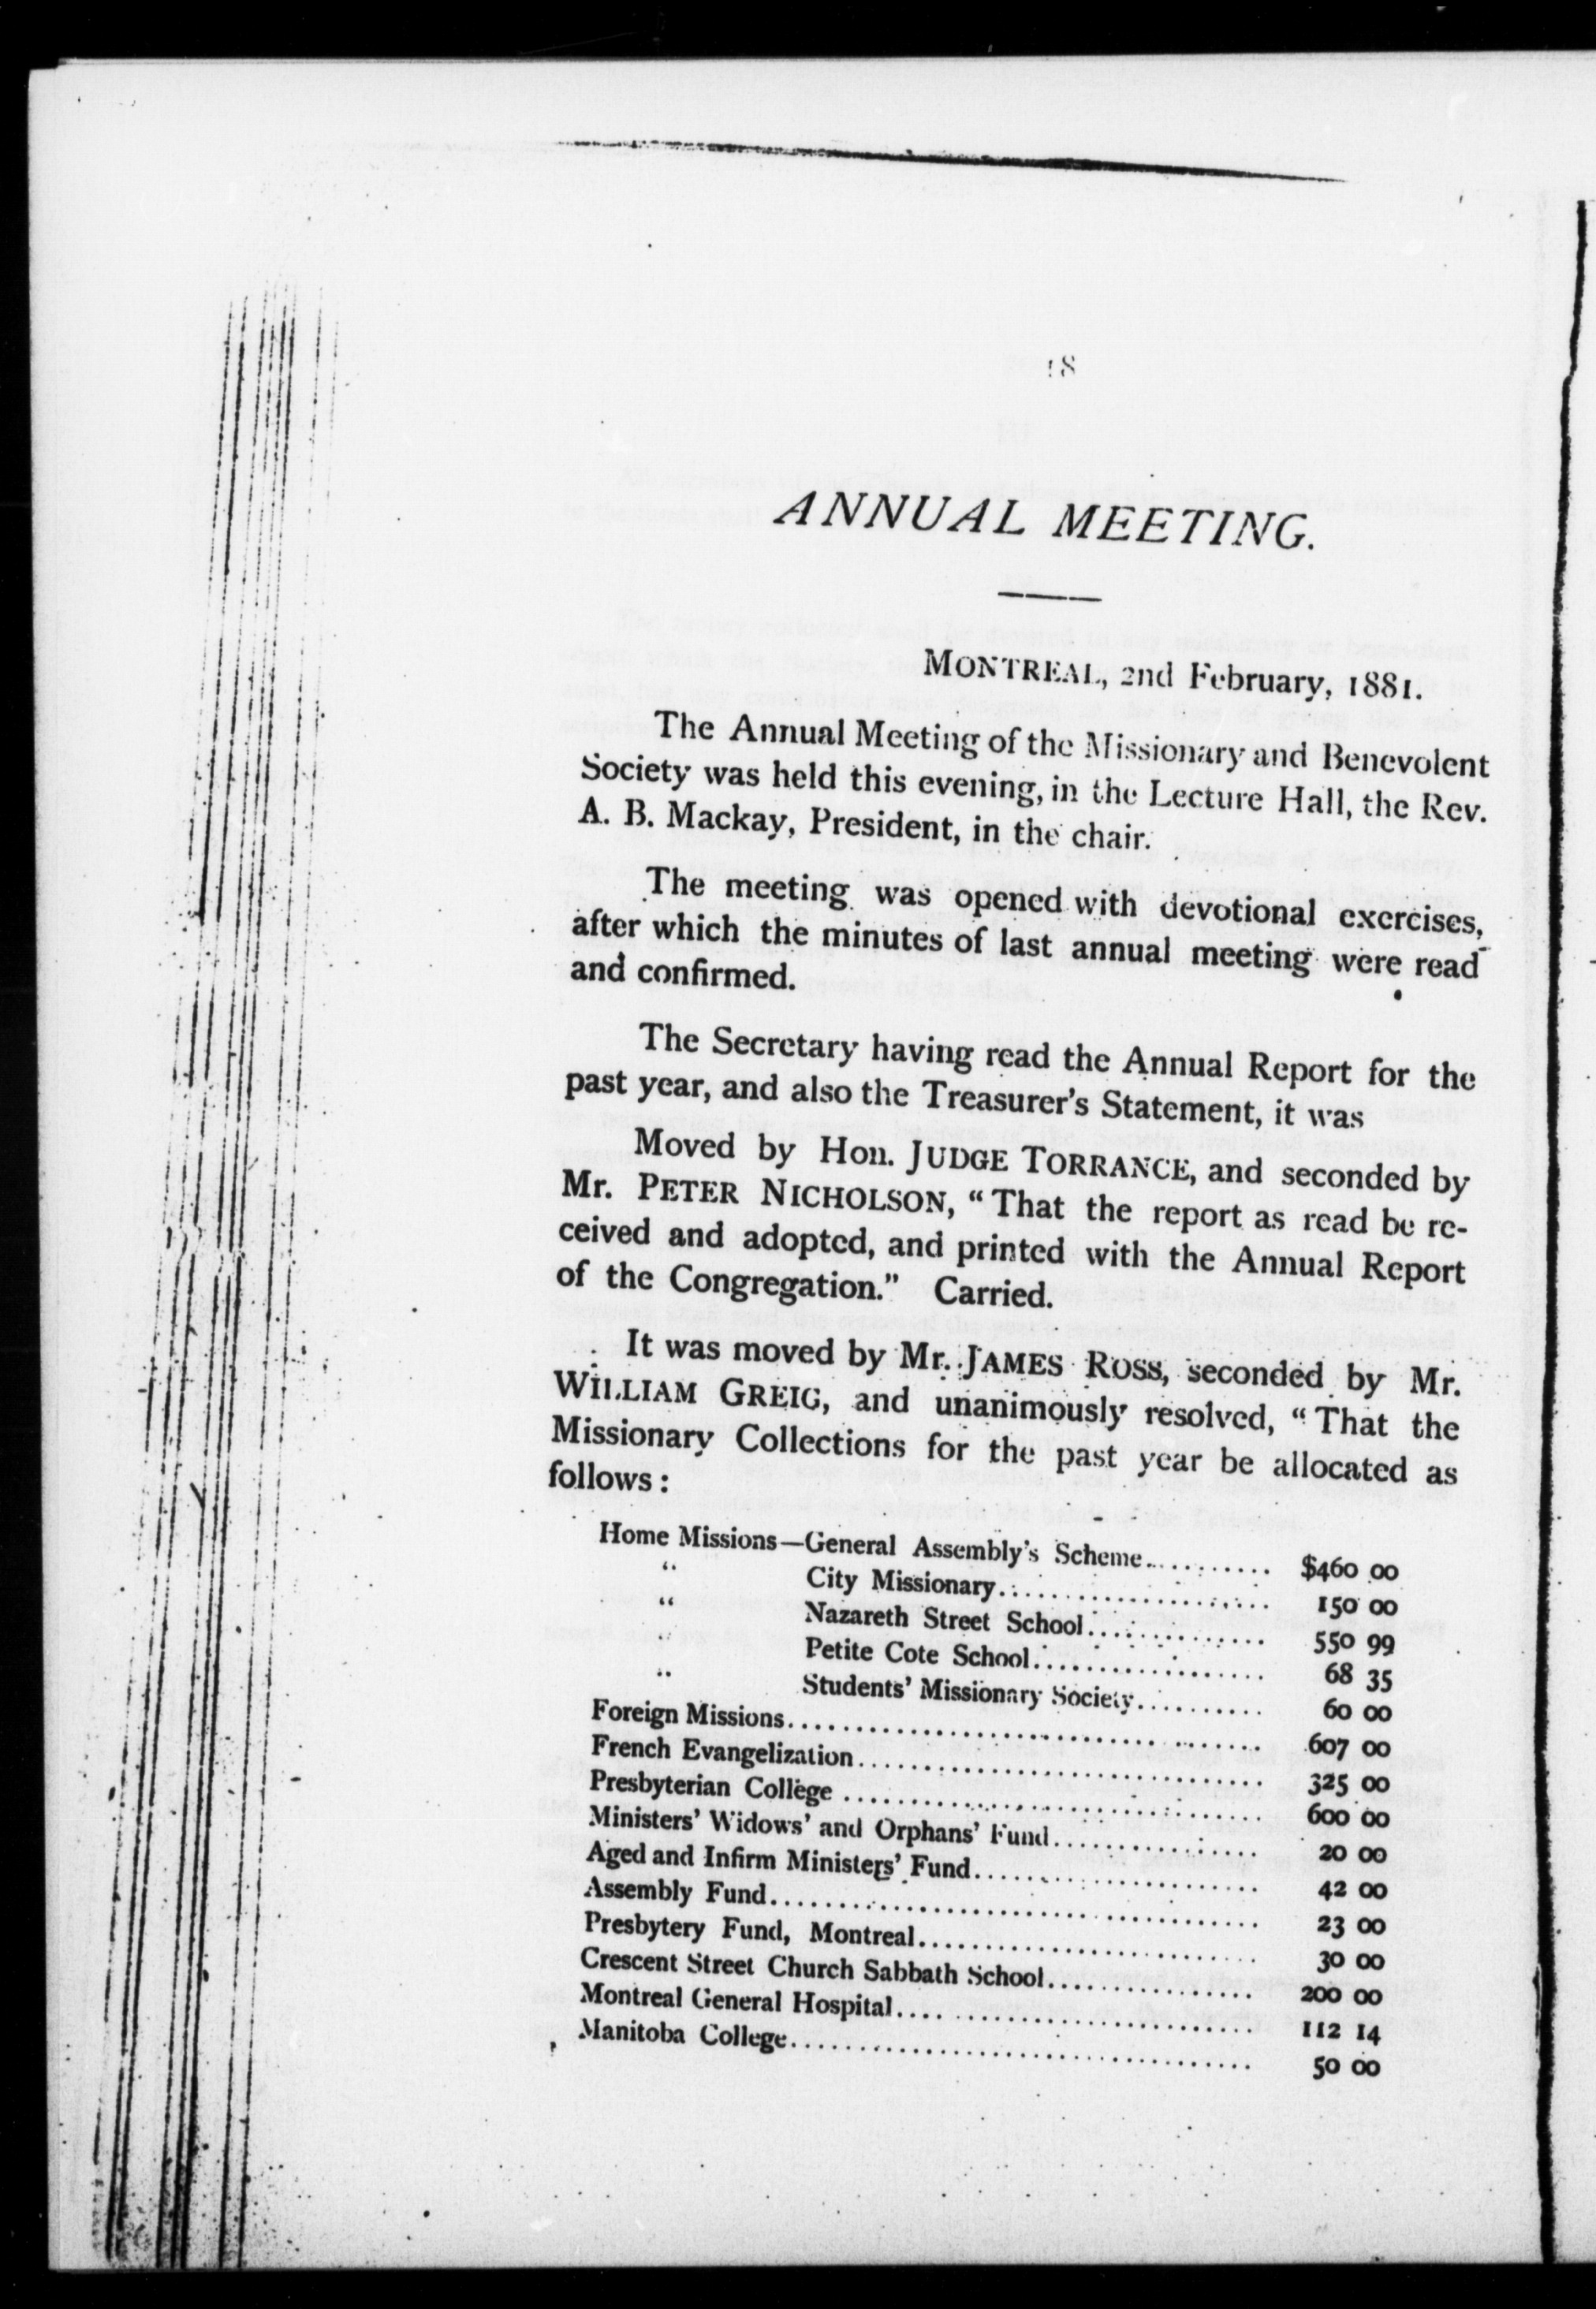 18
ANNUAL MEETING.
MONTREAL, 2nd February, 1881.
The Annual Meeting of the Missionary and Benevolent
Society was held this evening, in the Lecture Hall, the Rev.
A. B. Mackay, President, in the chair.
The meeting was opened with devotional exercises,
after which the minutes of last annual meeting were read
and confirmed.
The Secretary having read the Annual Report for the
past year, and also the Treasurer's Statement, it was
Moved by Hon. JUDGE TORRANCE, and seconded by
Mr. PETER NICHOLSON, “That the report as read be re-
ceived and adopted, and printed with the Annual Report
of the Congregation.” Carried.
It was moved by Mr. JAMES ROSS, seconded by Mr.
WILLIAM GREIG, and unanimously resolved, “That the
Missionary Collections for the past year be allocated as
follows:
Home Missions—General Assembly's Scheme........... $460 00
“ City Missionary..................... 150 00
“ Nazareth Street School.............. 550 99
“ Petite Cote School.................. 68 35
“ Students' Missionary Society.......... 60 00
Foreign Missions.................................... 607 00
French Evangelization............................... 325 00
Presbyterian College ................................ 600 00
Ministers' Widows' and Orphans' Fund................ 20 00
Aged and Infirm Ministers' Fund...................... 42 00
Assembly Fund..................................... 23 00
Presbytery Fund, Montreal.......................... 30 00
Crescent Street Church Sabbath School................ 200 00
Montreal General Hospital........................... 112 14
Manitoba College................................... 50 00